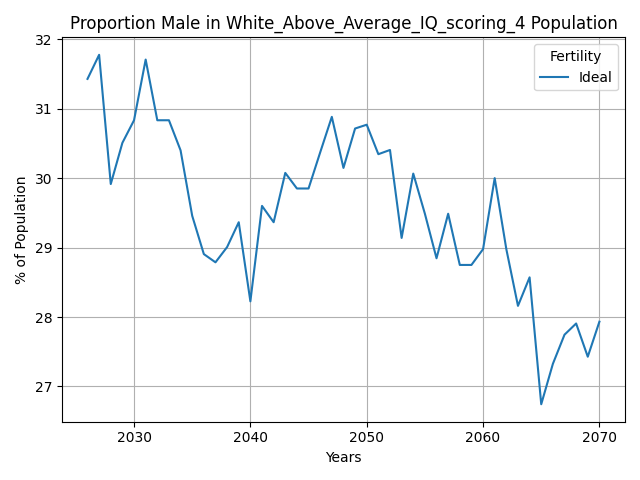 Proportion Male in White_Above_Average_IQ_scoring_4 Population
32
31
30
29
28
27
% of Population
Fertility
Ideal
2030 2040 2050 2060 2070
Years